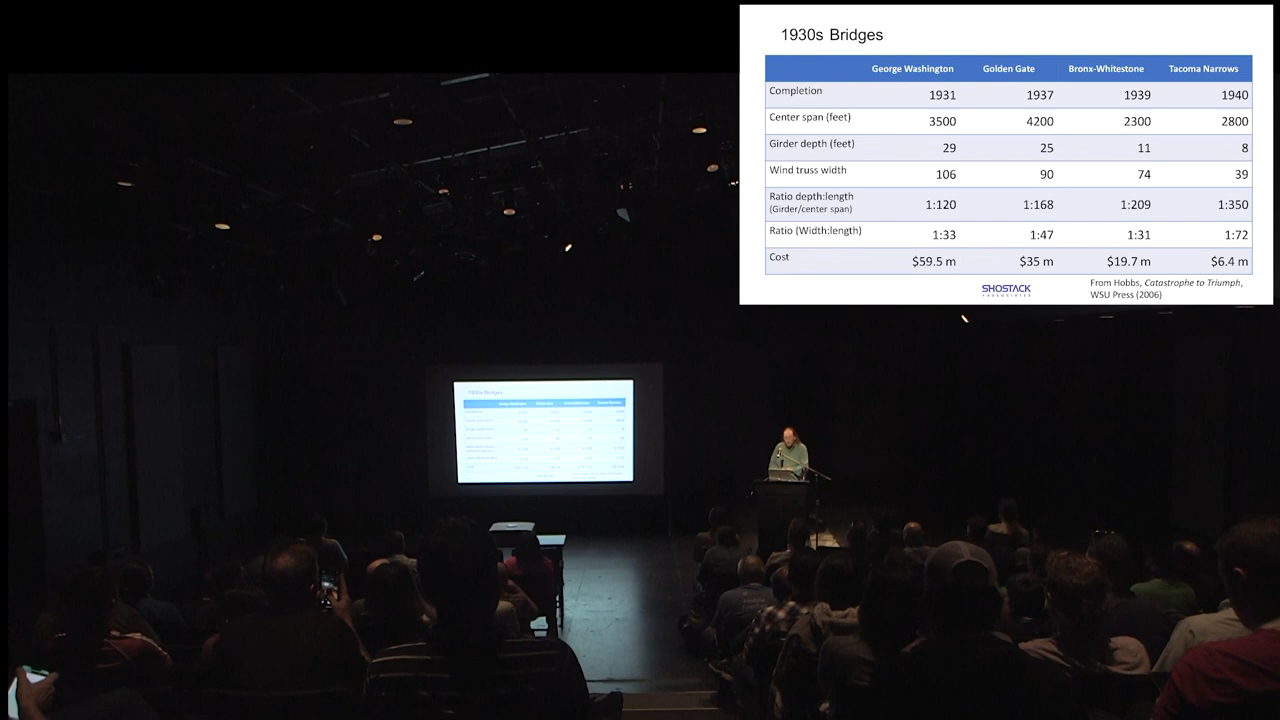 1930s Bridges
George Washington Golden Gate Bronx-Whitestone Tacoma Narrows
Completion 1931 1937 1939 1940
Center span (feet) 3500 4200 2300 2800
Girder depth (feet) 29 25 11 8
Wind truss width 106 90 74 39
Ratio depth:length
(Girder/center span) 1:120 1:168 1:209 1:350
Ratio (Width:length) 1:33 1:47 1:31 1:72
Cost $59.5 m $35 m $19.7 m $6.4 m
SHOSTACK
+ ASSOCIATES
From Hobbs, Catastrophe to Triumph,
WSU Press (2006)
1930s Bridges